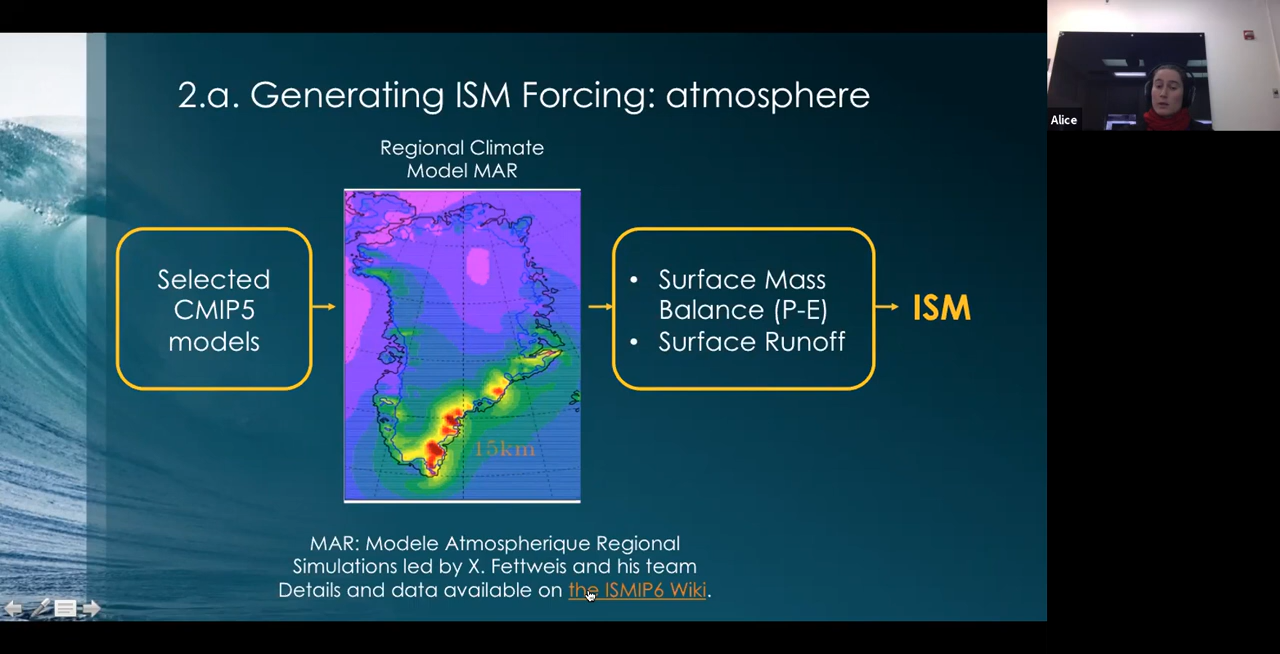 2.a. Generating ISM Forcing: atmosphere
Alice
Regional Climate
Model MAR
Selected
CMIP5
models
15km
• Surface Mass
Balance (P-E)
• Surface Runoff
ISM
MAR: Modele Atmospherique Regional
Simulations led by X. Fettweis and his team
Details and data available on the ISMIP6 Wiki.